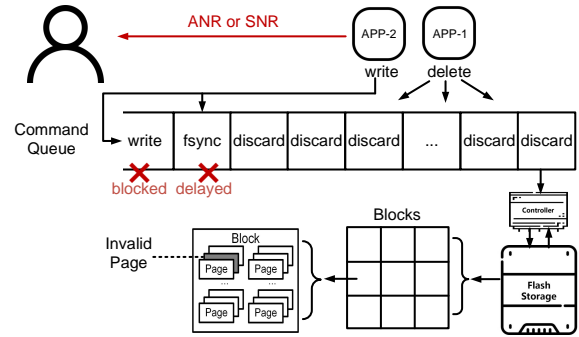 ANR or SNR
APP-2
APP-1
write
delete
Command
Queue
write
fsync
discard
discard
discard
...
discard
discard
blocked
delayed
Controller
Blocks
Invalid
Page
Block
Page
Page
...
...
Page
Page
Flash
Storage